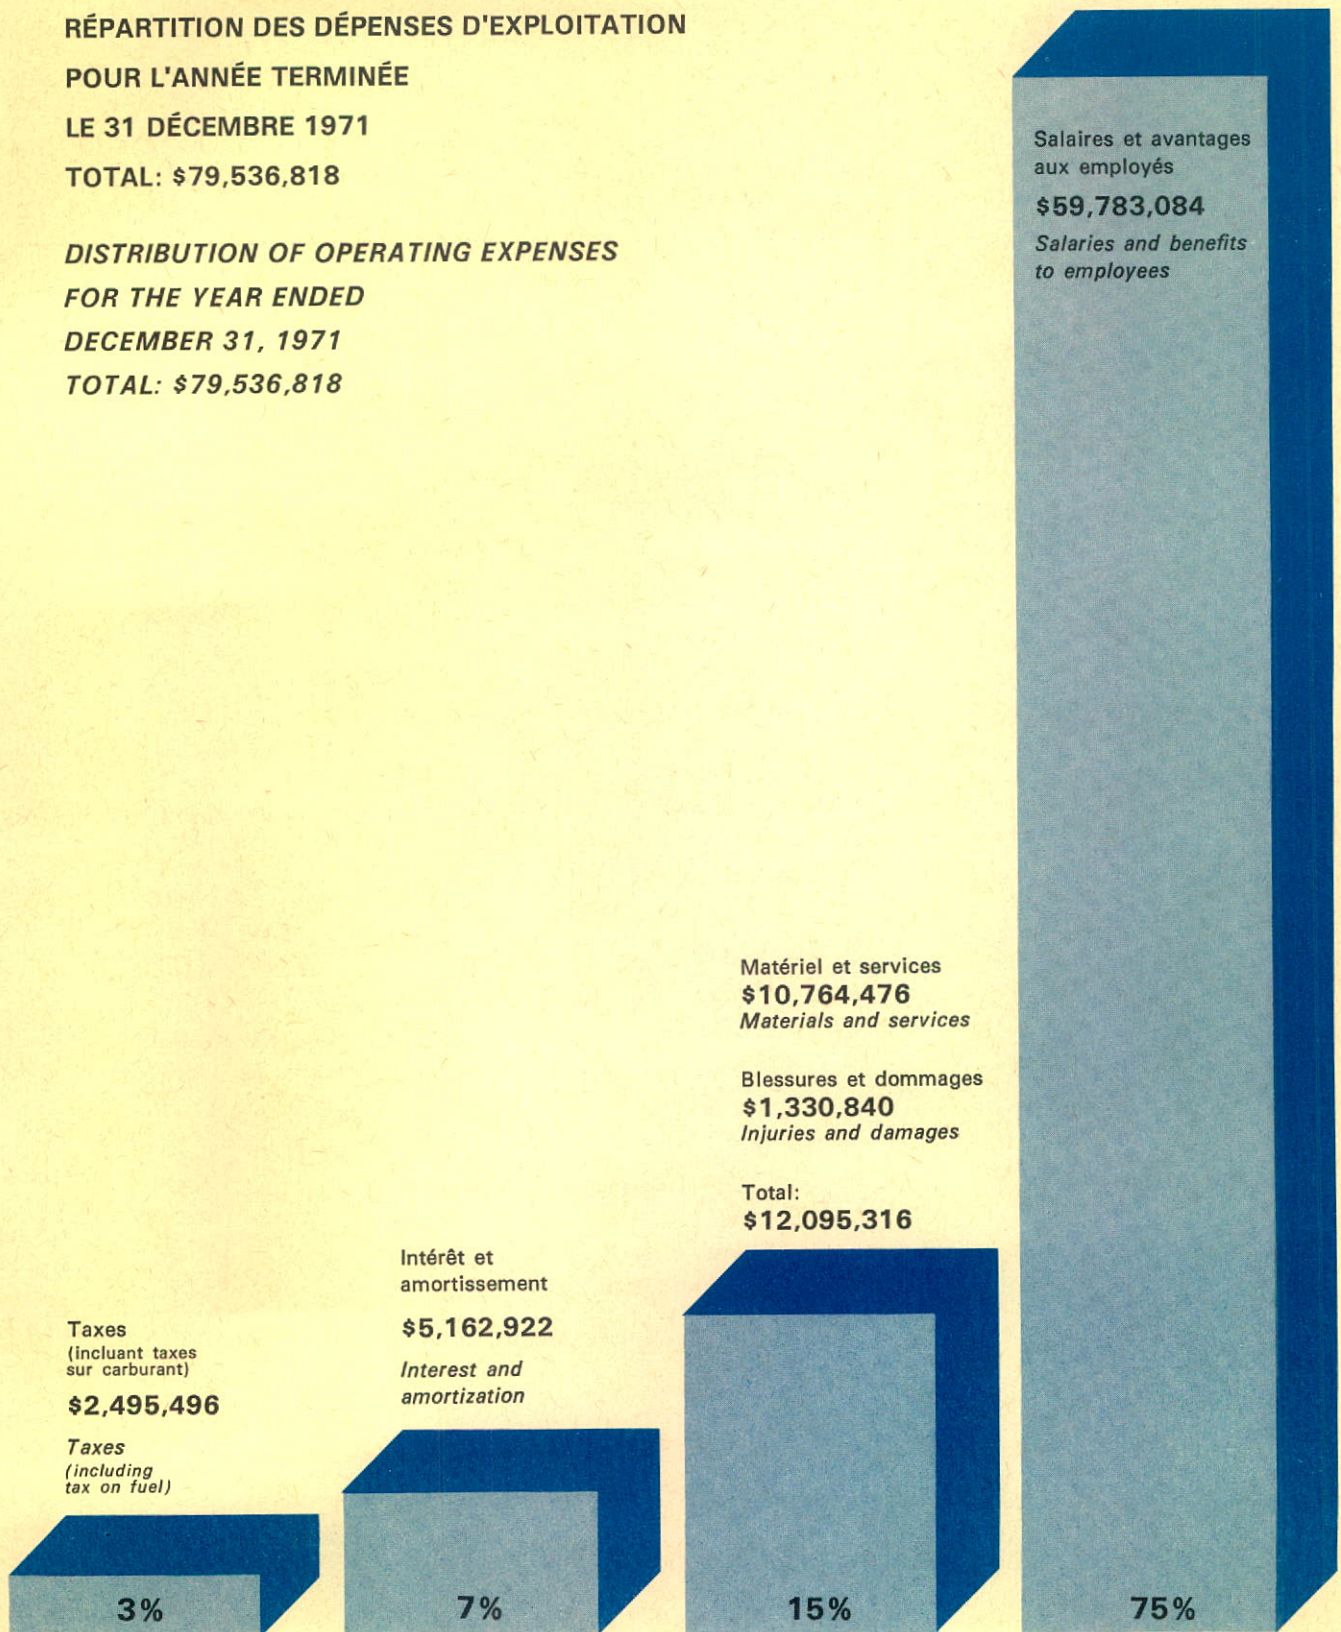 RÉPARTITION DES DÉPENSES D'EXPLOITATION
POUR L'ANNÉE TERMINÉE
LE 31 DÉCEMBRE 1971
TOTAL: $79,536,818
DISTRIBUTION OF OPERATING EXPENSES
FOR THE YEAR ENDED
DECEMBER 31, 1971
TOTAL: $79,536,818
Salaires et avantages
aux employés
$59,783,084
Salaries and benefits
to employees
Matériel et services
$10,764,476
Materials and services
Blessures et dommages
$1,330,840
Injuries and damages
Total:
$12,095,316
Intérêt et
amortissement
$5,162,922
Interest and
amortization
Taxes
(incluant taxes
sur carburant)
$2,495,496
Taxes
(including
tax on fuel)
3%
7%
15%
75%